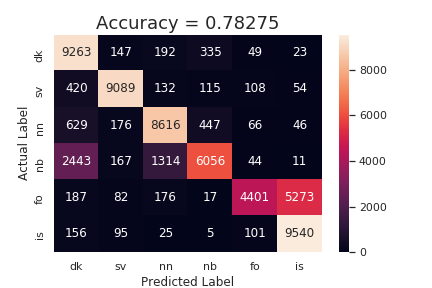 Accuracy = 0.78275
dk 9263 147 192 335 49 23
sv 420 9089 132 115 108 54
nn 629 176 8616 447 66 46
nb 2443 167 1314 6056 44 11
fo 187 82 176 17 4401 5273
is 156 95 25 5 101 9540
dk sv nn nb fo is
Actual Label
Predicted Label
8000
6000
4000
2000
0